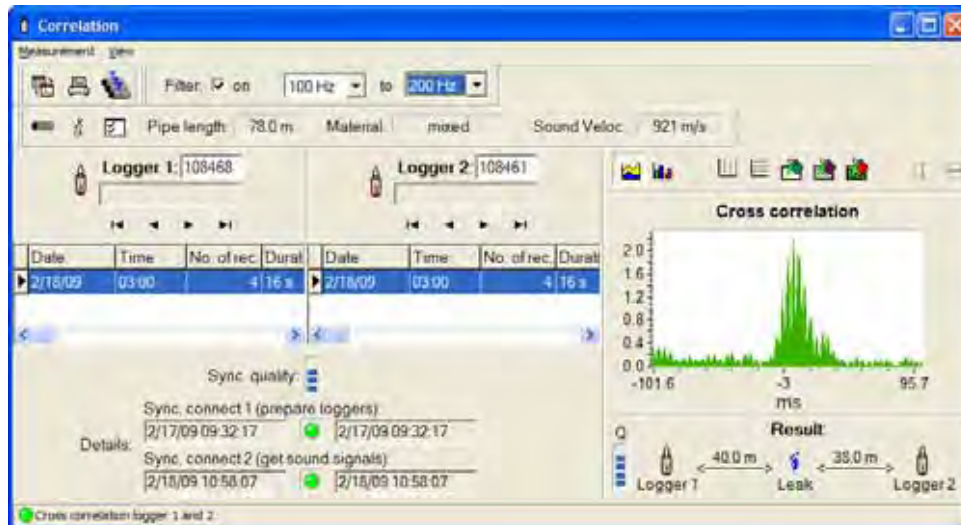 Correlation
Measurement View
Filter: on 100 Hz to 200 Hz
Pipe length: 78.0 m Material: mixed Sound Veloc. 921 m/s
Logger 1: 108468 Logger 2: 108461
Date Time No. of rec. Durati Date Time No. of rec. Durati
2/18/09 03:00 4 16 s 2/18/09 03:00 4 16 s
Sync. quality:
Sync. connect 1 (prepare loggers)
Details: 2/17/09 09:32:17 2/17/09 09:32:17
Sync. connect 2 (get sound signals)
2/18/09 10:58:07 2/18/09 10:58:07
Cross correlation
2.0
1.6
1.2
0.8
0.4
0.0
-101.6 -3 95.7
ms
Q Result
40.0 m 38.0 m
Logger 1 Leak Logger 2
Cross correlation logger 1 and 2